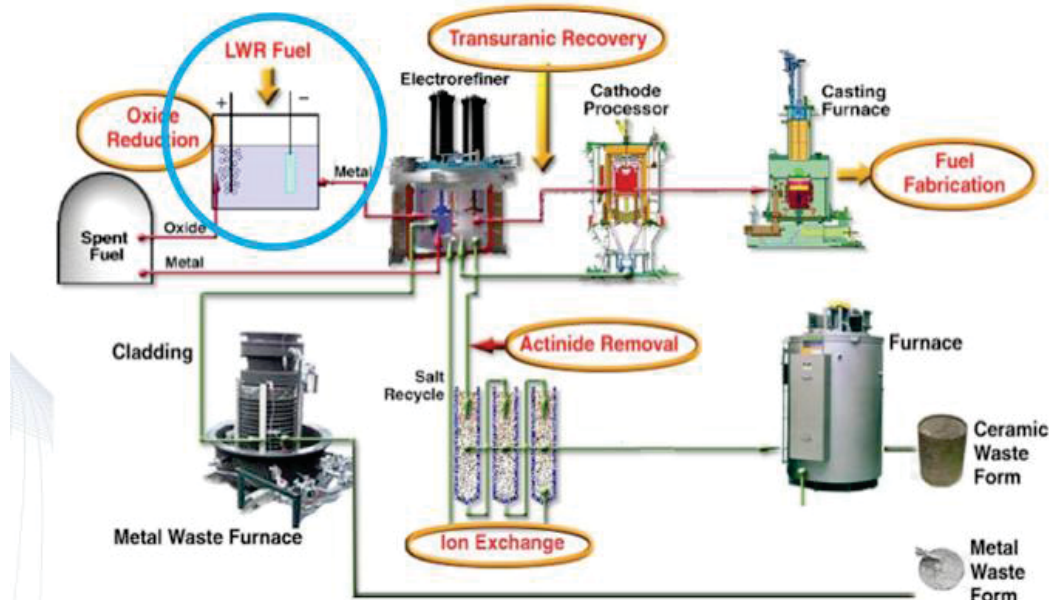 LWR Fuel
+
−
Oxide
Reduction
Metal
Spent
Fuel
Oxide
Metal
Electrorefiner
Transuranic Recovery
Cathode
Processor
Casting
Furnace
Fuel
Fabrication
Cladding
Metal Waste Furnace
Salt
Recycle
Actinide Removal
Ion Exchange
Furnace
Ceramic
Waste
Form
Metal
Waste
Form